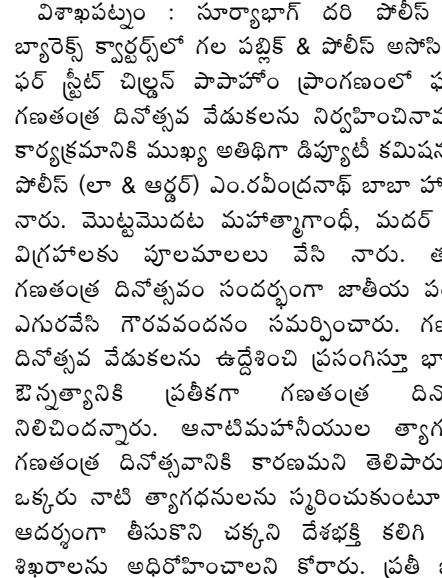 విశాఖపట్నం : సూర్యాభాగ్ దరి పోలీస్
బ్యారెక్స్ క్వార్టర్స్‌లో గల పబ్లిక్ & పోలీస్ అసోసి
ఫర్ స్ట్రీట్ చిల్డ్రన్ పాపాహోం ప్రాంగణంలో ఘ
గణతంత్ర దినోత్సవ వేడుకలను నిర్వహించినా
కార్యక్రమానికి ముఖ్య అతిథిగా డిప్యూటీ కమిషన
పోలీస్ (లా & ఆర్డర్) ఎం.రవీంద్రనాథ్ బాబా హా
నారు. మొట్టమొదట మహాత్మాగాంధీ, మదర్
విగ్రహాలకు పూలమాలలు వేసి నారు. త
గణతంత్ర దినోత్సవం సందర్భంగా జాతీయ ప
ఎగురవేసి గౌరవవందనం సమర్పించారు. గణ
దినోత్సవ వేడుకలను ఉద్దేశించి ప్రసంగిస్తూ భా
ఔన్నత్యానికి ప్రతీకగా గణతంత్ర దినో
నిలిచిందన్నారు. ఆనాటిమహనీయుల త్యాగ
గణతంత్ర దినోత్సవానికి కారణమని తెలిపారు
ఒక్కరు నాటి త్యాగధనులను స్మరించుకుంటూ
ఆదర్శంగా తీసుకొని చక్కని దేశభక్తి కలిగి
శిఖరాలను అధిరోహించాలని కోరారు. ప్రతీ